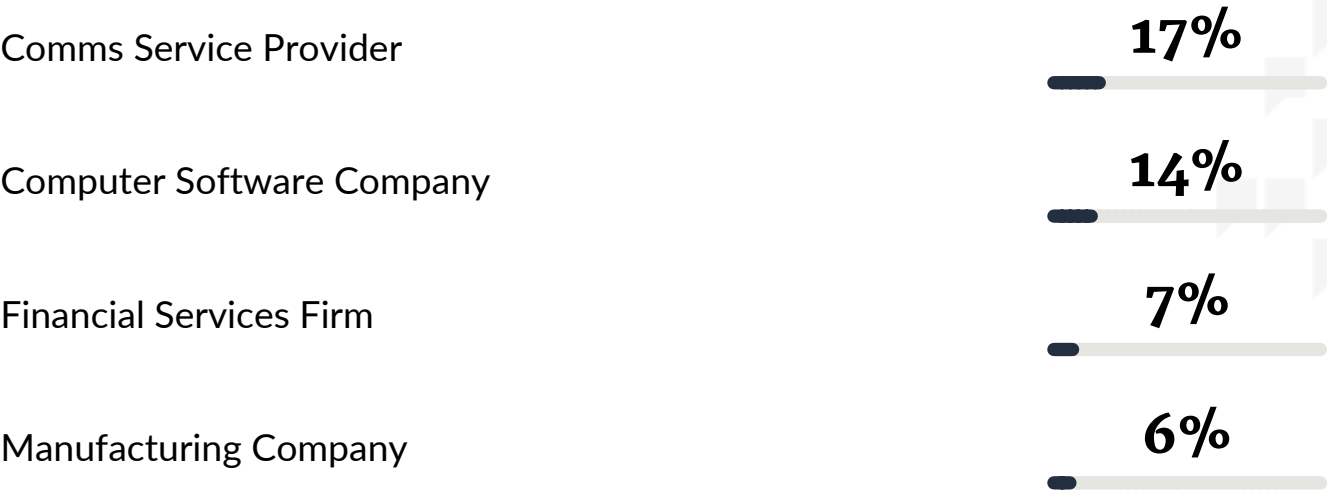 Comms Service Provider
17%
Computer Software Company
14%
Financial Services Firm
7%
Manufacturing Company
6%